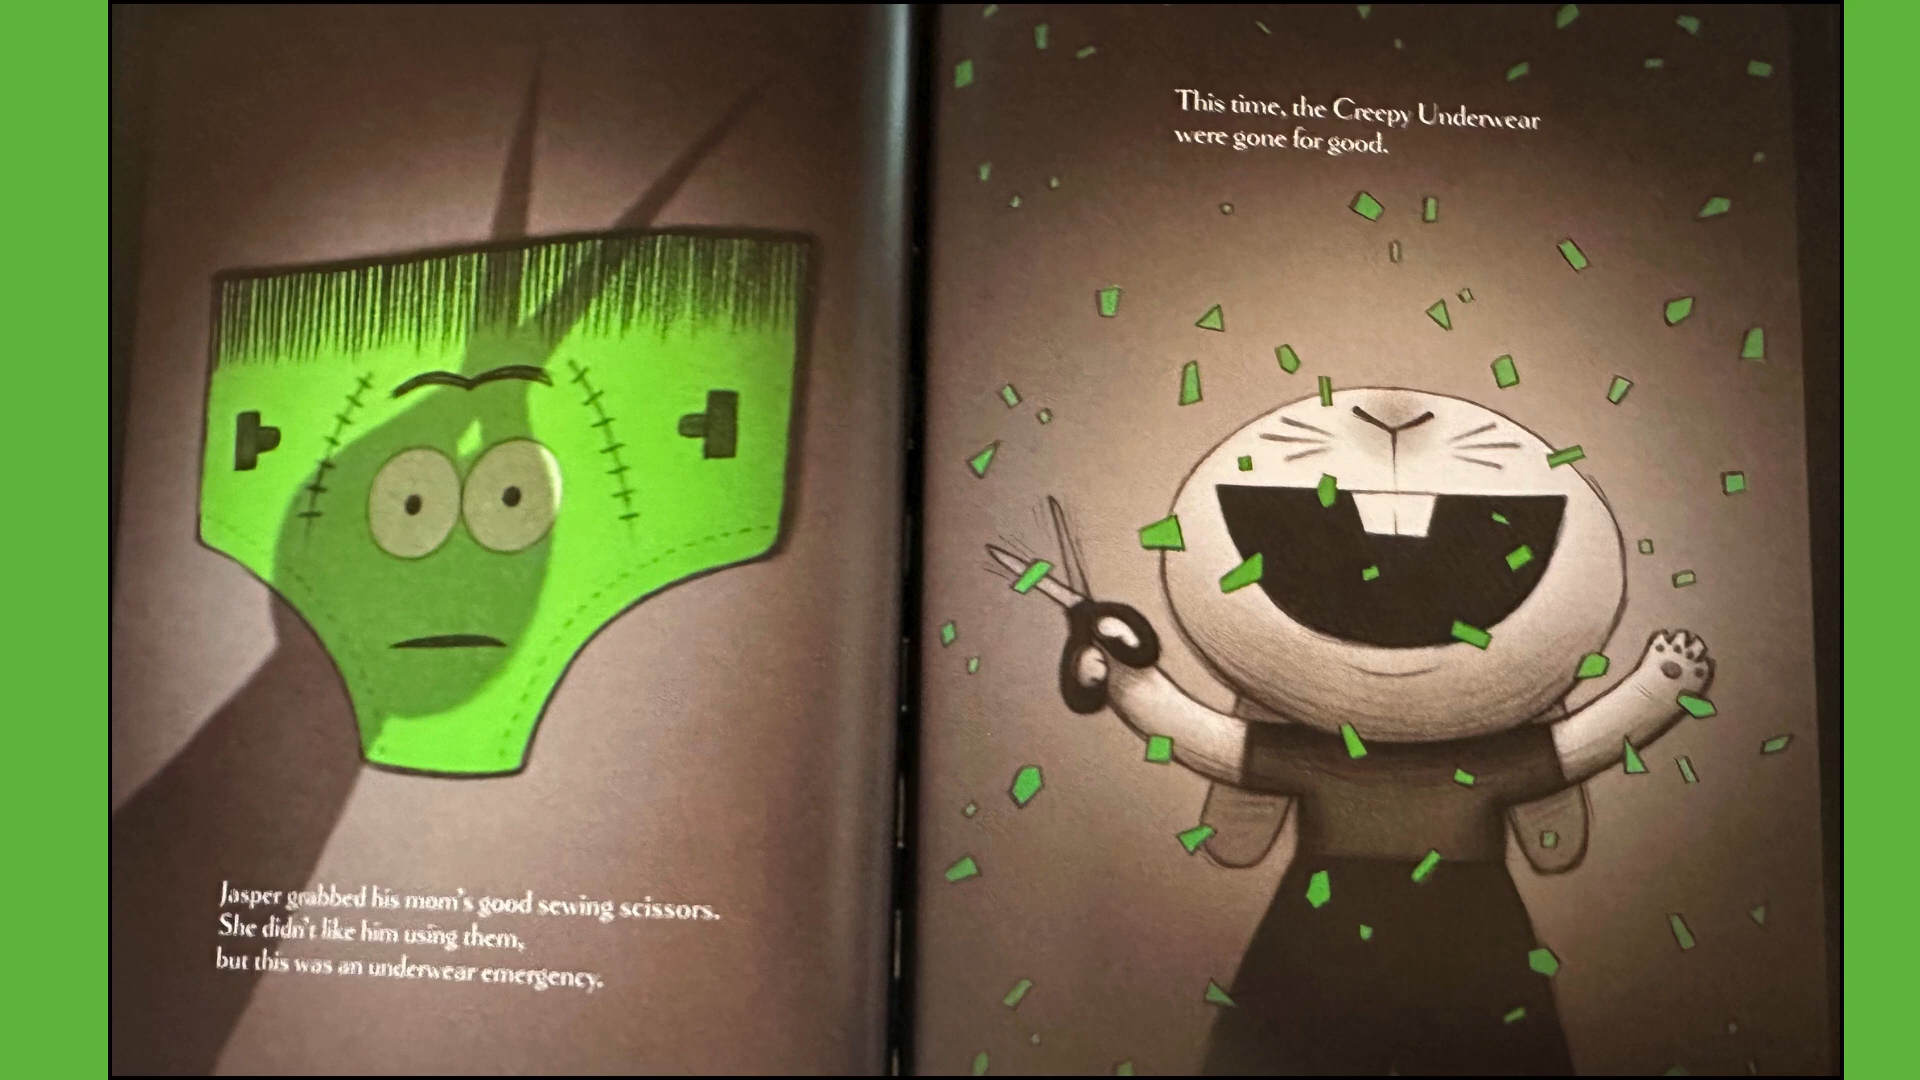 Jasper grabbed his mom's good sewing scissors.
She didn't like him using them,
but this was an underwear emergency.
This time, the Creepy Underwear
were gone for good.